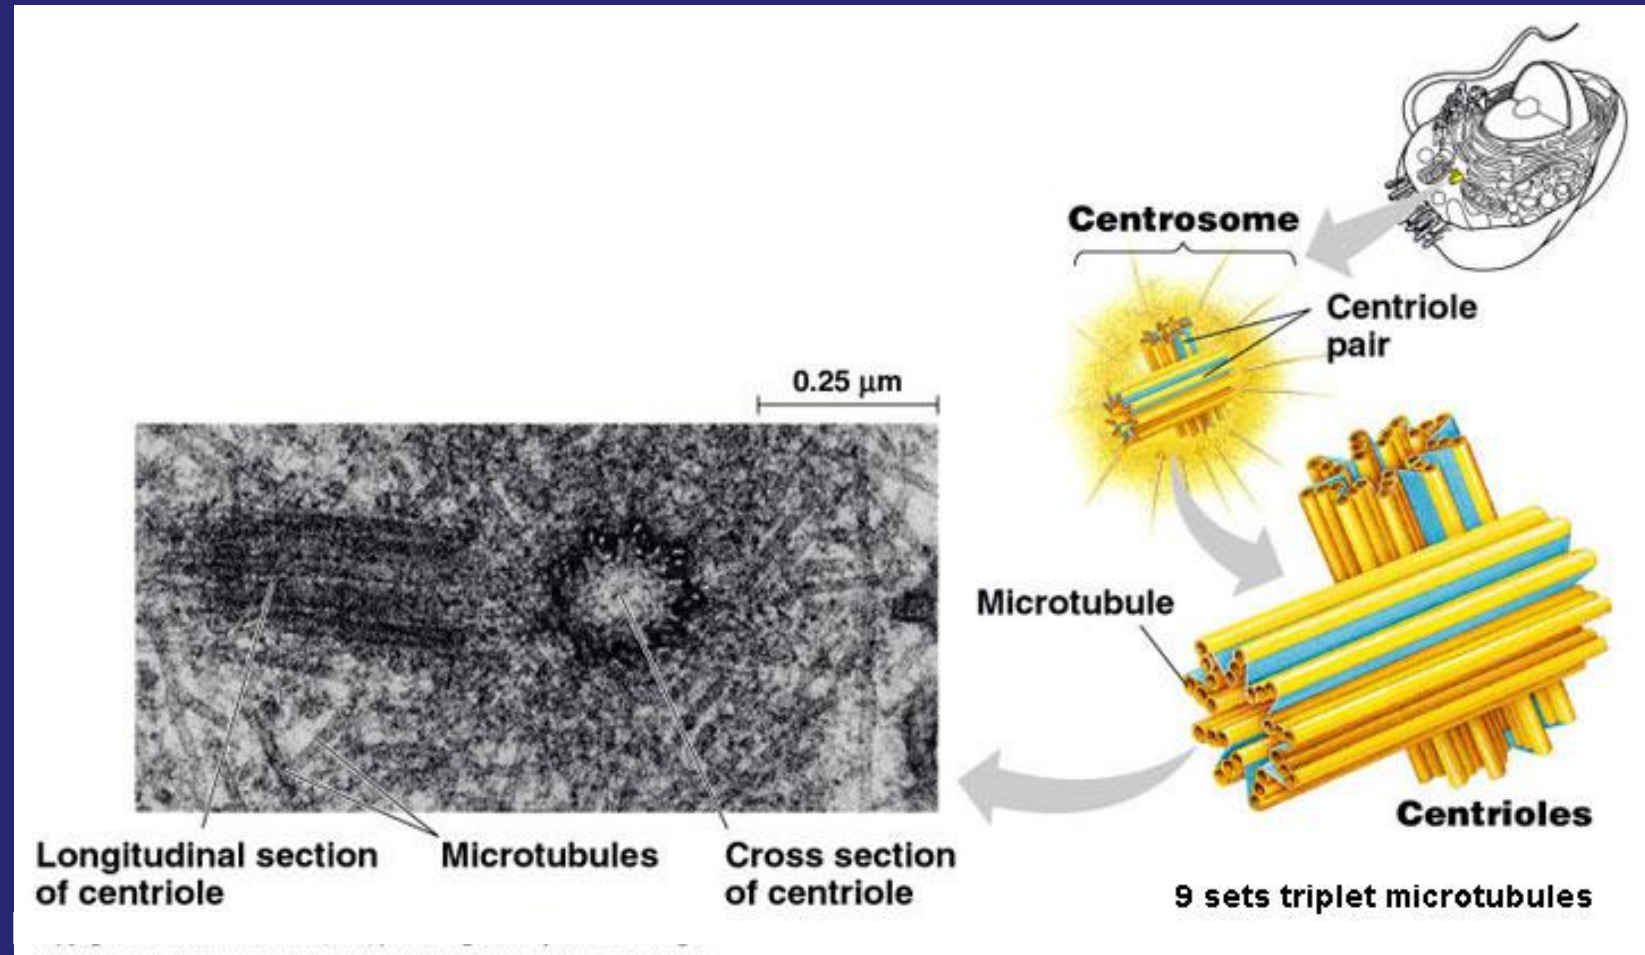 Centrosome
Centriole
pair
0.25 μm
Microtubule
Centrioles
Longitudinal section
of centriole
Microtubules
Cross section
of centriole
9 sets triplet microtubules